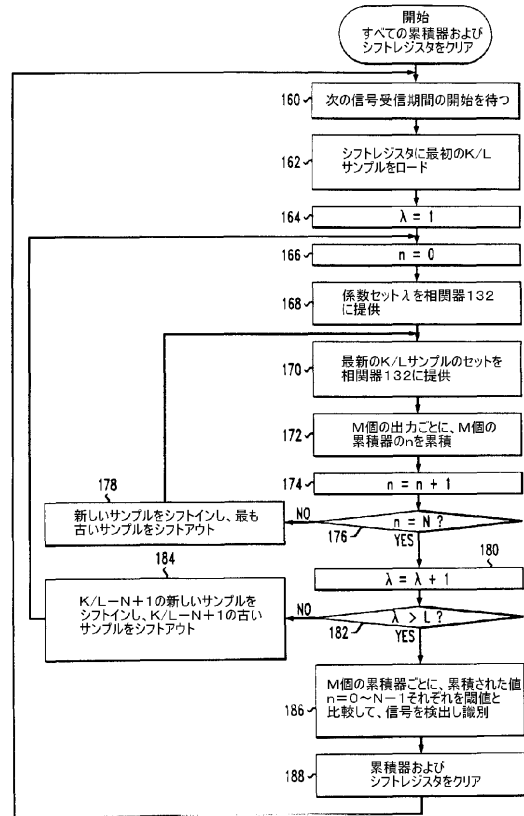 開始
すべての累積器および
シフトレジスタをクリア
160
次の信号受信期間の開始を待つ
162
シフトレジスタに最初のK/L
サンプルをロード
164
λ = 1
166
n = 0
168
係数セットλを相関器132
に提供
170
最新のK/Lサンプルのセットを
相関器132に提供
172
M個の出力ごとに、M個の
累積器のnを累積
174
n = n + 1
178
新しいサンプルをシフトインし、最も
古いサンプルをシフトアウト
NO
n = N ?
176
YES
180
λ = λ + 1
184
K/L－N＋1の新しいサンプルを
シフトインし、K/L－N＋1の古い
サンプルをシフトアウト
NO
λ > L ?
182
YES
186
M個の累積器ごとに、累積された値
n＝0～N－1それぞれを閾値と
比較して、信号を検出し識別
188
累積器および
シフトレジスタをクリア